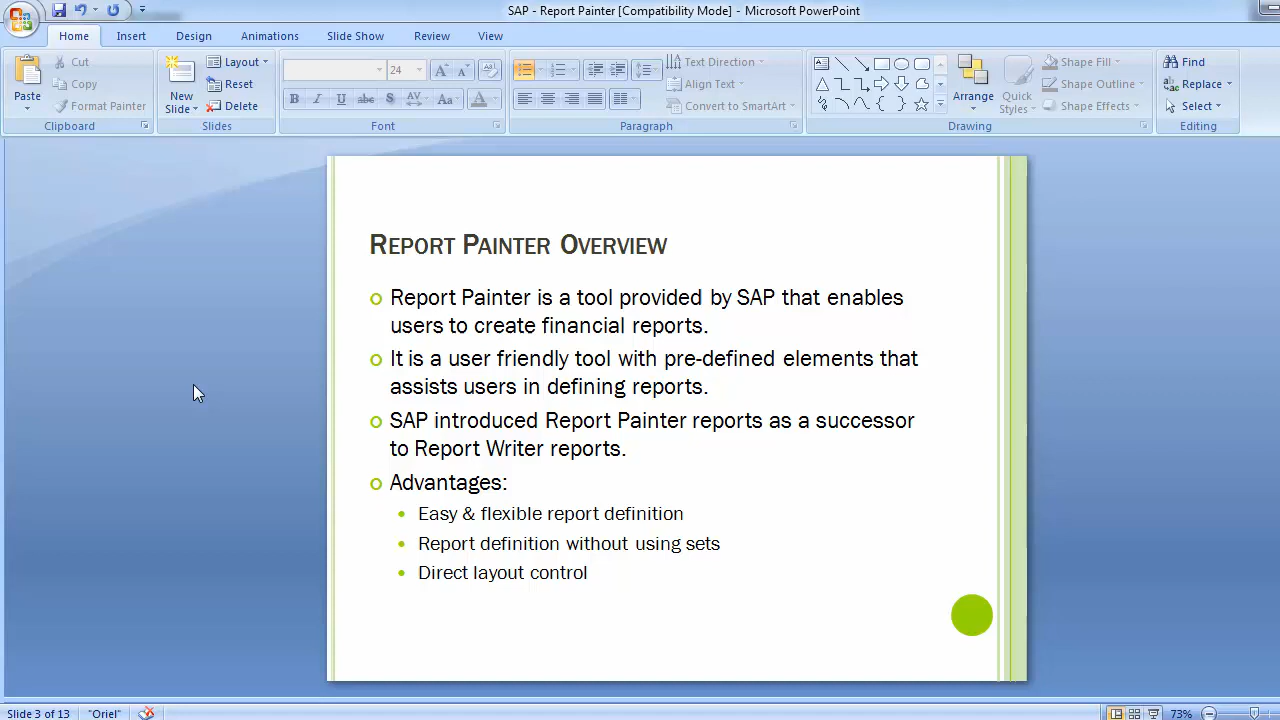 SAP - Report Painter [Compatibility Mode] - Microsoft PowerPoint
Home Insert Design Animations Slide Show Review View
Paste
Cut
Copy
Format Painter
Clipboard
New Slide
Layout
Reset
Delete
Slides
24
B I U abc S AV Aa A
Font
Text Direction
Align Text
Convert to SmartArt
Paragraph
Arrange
Quick Styles
Shape Fill
Shape Outline
Shape Effects
Drawing
Find
Replace
Select
Editing
REPORT PAINTER OVERVIEW
Report Painter is a tool provided by SAP that enables
users to create financial reports.
It is a user friendly tool with pre-defined elements that
assists users in defining reports.
SAP introduced Report Painter reports as a successor
to Report Writer reports.
Advantages:
Easy & flexible report definition
Report definition without using sets
Direct layout control
Slide 3 of 13 "Oriel" 73%